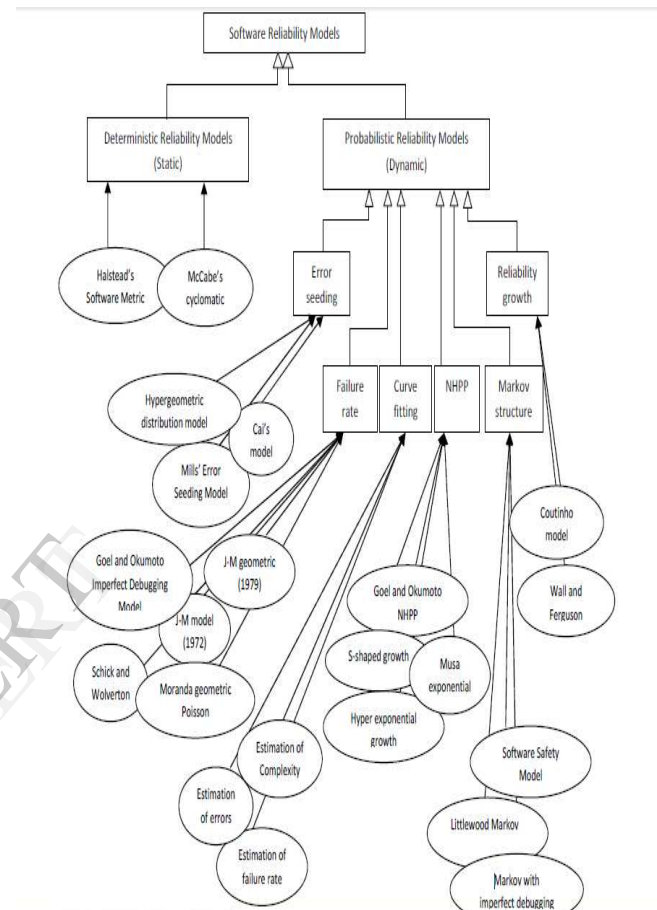 Software Reliability Models
Deterministic Reliability Models
(Static)
Probabilistic Reliability Models
(Dynamic)
Halstead's
Software Metric
McCabe's
cyclomatic
Error
seeding
Reliability
growth
Failure
rate
Curve
fitting
NHPP
Markov
structure
Hypergeometric
distribution model
Cai's
model
Mills' Error
Seeding Model
Goel and Okumoto
Imperfect Debugging
Model
J-M geometric
(1979)
J-M model
(1972)
Schick and
Wolverton
Moranda geometric
Poisson
Estimation of
Complexity
Estimation
of errors
Estimation of
failure rate
Goel and Okumoto
NHPP
S-shaped growth
Musa
exponential
Hyper exponential
growth
Coutinho
model
Wall and
Ferguson
Software Safety
Model
Littlewood Markov
Markov with
imperfect debugging
ERT